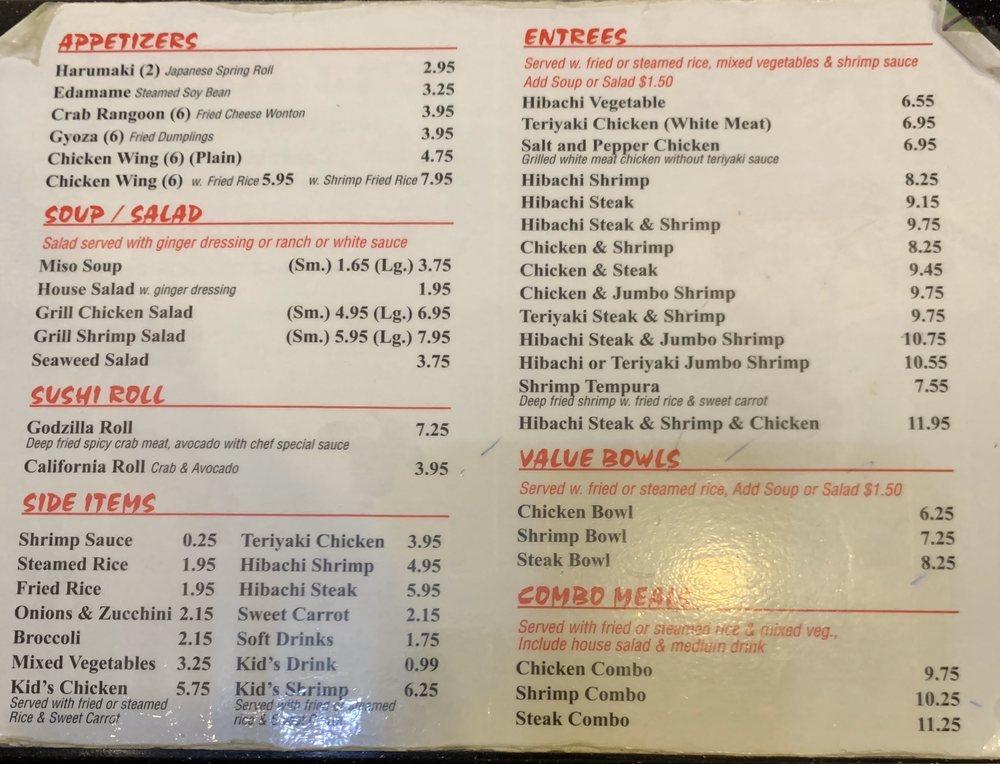 APPETIZERS
Harumaki (2) Japanese Spring Roll 2.95
Edamame Steamed Soy Bean 3.25
Crab Rangoon (6) Fried Cheese Wonton 3.95
Gyoza (6) Fried Dumplings 3.95
Chicken Wing (6) (Plain) 4.75
Chicken Wing (6) w. Fried Rice 5.95 w. Shrimp Fried Rice 7.95
SOUP / SALAD
Salad served with ginger dressing or ranch or white sauce
Miso Soup (Sm.) 1.65 (Lg.) 3.75
House Salad w. ginger dressing 1.95
Grill Chicken Salad (Sm.) 4.95 (Lg.) 6.95
Grill Shrimp Salad (Sm.) 5.95 (Lg.) 7.95
Seaweed Salad 3.75
SUSHI ROLL
Godzilla Roll 7.25
Deep fried spicy crab meat, avocado with chef special sauce
California Roll Crab & Avocado 3.95
SIDE ITEMS
Shrimp Sauce 0.25
Steamed Rice 1.95
Fried Rice 1.95
Onions & Zucchini 2.15
Broccoli 2.15
Mixed Vegetables 3.25
Kid's Chicken 5.75
Served with fried or steamed
Rice & Sweet Carrot
Teriyaki Chicken 3.95
Hibachi Shrimp 4.95
Hibachi Steak 5.95
Sweet Carrot 2.15
Soft Drinks 1.75
Kid's Drink 0.99
Kid's Shrimp 6.25
Served with fried or steamed
rice & Sweet Carrot
ENTREES
Served w. fried or steamed rice, mixed vegetables & shrimp sauce
Add Soup or Salad $1.50
Hibachi Vegetable 6.55
Teriyaki Chicken (White Meat) 6.95
Salt and Pepper Chicken 6.95
Grilled white meat chicken without teriyaki sauce
Hibachi Shrimp 8.25
Hibachi Steak 9.15
Hibachi Steak & Shrimp 9.75
Chicken & Shrimp 8.25
Chicken & Steak 9.45
Chicken & Jumbo Shrimp 9.75
Teriyaki Steak & Shrimp 9.75
Hibachi Steak & Jumbo Shrimp 10.75
Hibachi or Teriyaki Jumbo Shrimp 10.55
Shrimp Tempura 7.55
Deep fried shrimp w. fried rice & sweet carrot
Hibachi Steak & Shrimp & Chicken 11.95
VALUE BOWLS
Served w. fried or steamed rice, Add Soup or Salad $1.50
Chicken Bowl 6.25
Shrimp Bowl 7.25
Steak Bowl 8.25
COMBO MEALS
Served with fried or steamed rice & mixed veg.,
Include house salad & medium drink
Chicken Combo 9.75
Shrimp Combo 10.25
Steak Combo 11.25